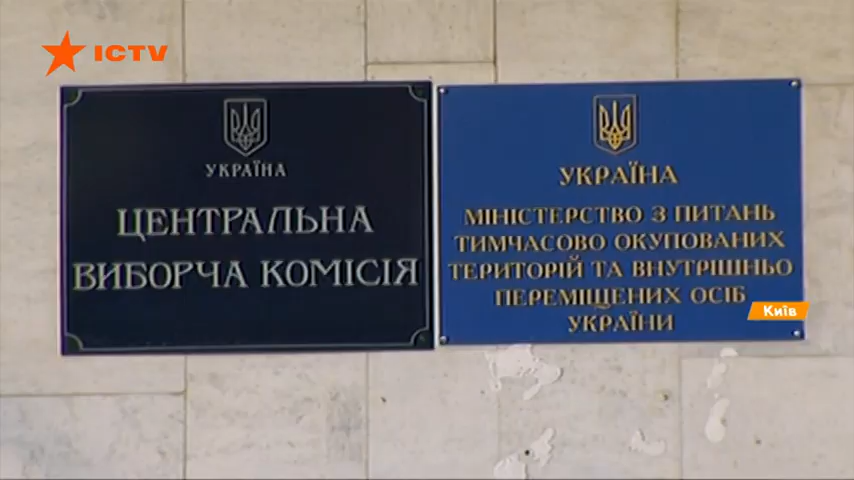 ICTV
УКРАЇНА
ЦЕНТРАЛЬНА
ВИБОРЧА КОМІСІЯ
УКРАЇНА
МІНІСТЕРСТВО З ПИТАНЬ
ТИМЧАСОВО ОКУПОВАНИХ
ТЕРИТОРІЙ ТА ВНУТРІШНЬО
ПЕРЕМІЩЕНИХ ОСІБ
УКРАЇНИ
Київ